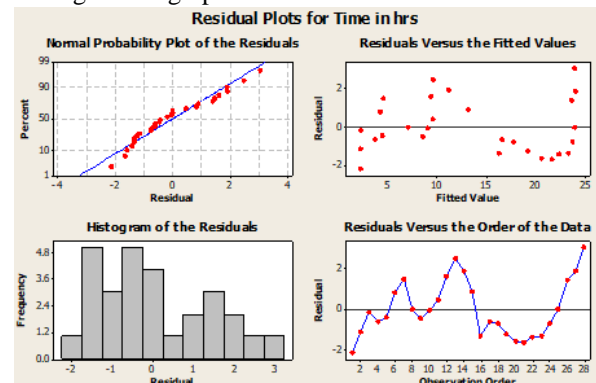 Residual Plots for Time in hrs
Normal Probability Plot of the Residuals
Residuals Versus the Fitted Values
99
90
50
10
1
-4 -2 0 2 4
Percent
Residual
2
0
-2
5 10 15 20 25
Residual
Fitted Value
Histogram of the Residuals
Residuals Versus the Order of the Data
4.8
3.6
2.4
1.2
0.0
-2 -1 0 1 2 3
Frequency
Residual
2
0
-2
2 4 6 8 10 12 14 16 18 20 22 24 26 28
Residual
Observation Order